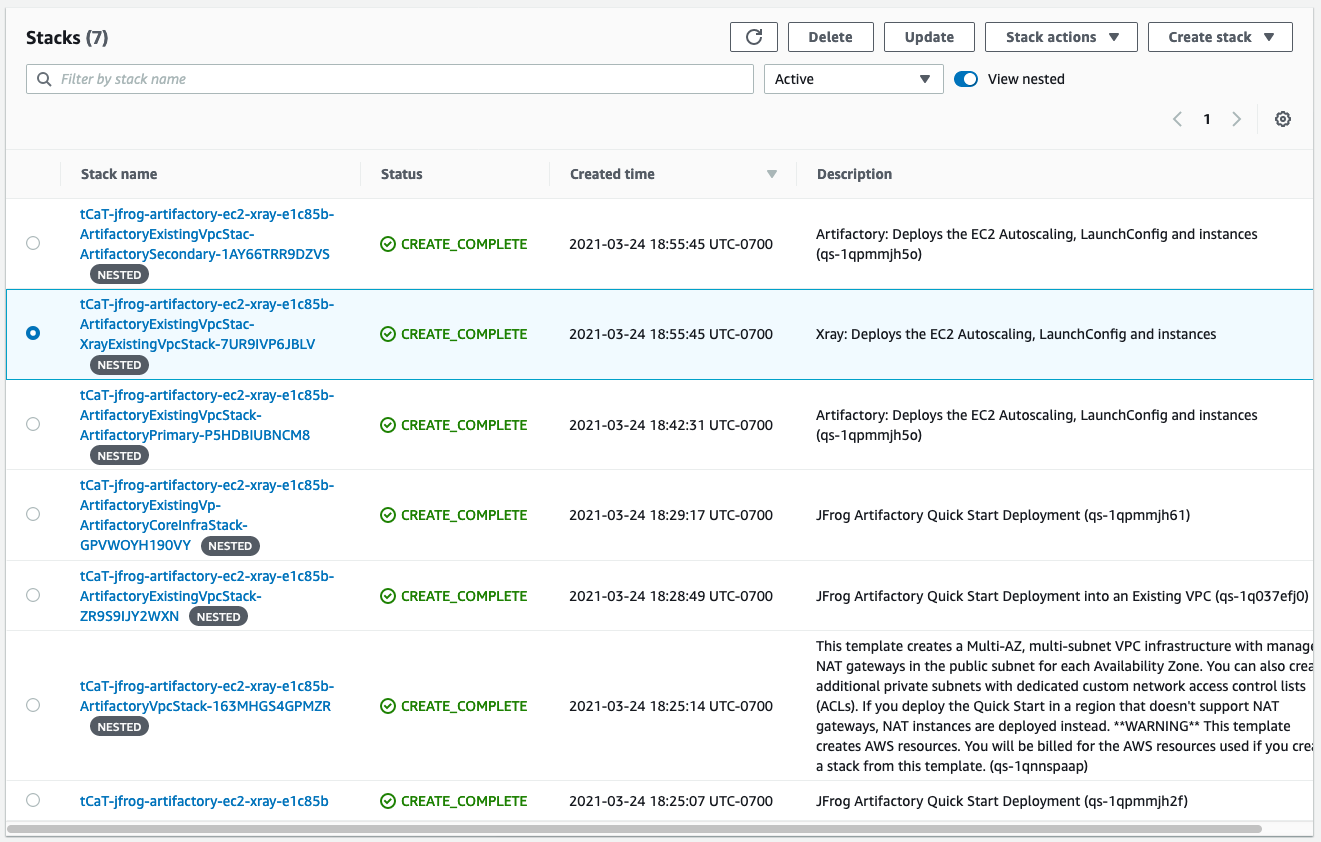 Stacks (7)
Delete
Update
Stack actions
Create stack
Filter by stack name
Active
View nested
1
Stack name
Status
Created time
Description
tCaT-jfrog-artifactory-ec2-xray-e1c85b-
ArtifactoryExistingVpcStac-
ArtifactorySecondary-1AY66TRR9DZVS
NESTED
CREATE_COMPLETE
2021-03-24 18:55:45 UTC-0700
Artifactory: Deploys the EC2 Autoscaling, LaunchConfig and instances
(qs-1qpmmjh5o)
tCaT-jfrog-artifactory-ec2-xray-e1c85b-
ArtifactoryExistingVpcStac-
XrayExistingVpcStack-7UR9IVP6JBLV
NESTED
CREATE_COMPLETE
2021-03-24 18:55:45 UTC-0700
Xray: Deploys the EC2 Autoscaling, LaunchConfig and instances
tCaT-jfrog-artifactory-ec2-xray-e1c85b-
ArtifactoryExistingVpcStack-
ArtifactoryPrimary-P5HDBIUBNCM8
NESTED
CREATE_COMPLETE
2021-03-24 18:42:31 UTC-0700
Artifactory: Deploys the EC2 Autoscaling, LaunchConfig and instances
(qs-1qpmmjh5o)
tCaT-jfrog-artifactory-ec2-xray-e1c85b-
ArtifactoryExistingVp-
ArtifactoryCoreInfraStack-
GPVWOYH190VY NESTED
CREATE_COMPLETE
2021-03-24 18:29:17 UTC-0700
JFrog Artifactory Quick Start Deployment (qs-1qpmmjh61)
tCaT-jfrog-artifactory-ec2-xray-e1c85b-
ArtifactoryExistingVpcStack-
ZR9S9IJY2WXN NESTED
CREATE_COMPLETE
2021-03-24 18:28:49 UTC-0700
JFrog Artifactory Quick Start Deployment into an Existing VPC (qs-1q037efj0)
tCaT-jfrog-artifactory-ec2-xray-e1c85b-
ArtifactoryVpcStack-163MHGS4GPMZR
NESTED
CREATE_COMPLETE
2021-03-24 18:25:14 UTC-0700
This template creates a Multi-AZ, multi-subnet VPC infrastructure with manage
NAT gateways in the public subnet for each Availability Zone. You can also crea
additional private subnets with dedicated custom network access control lists
(ACLs). If you deploy the Quick Start in a region that doesn't support NAT
gateways, NAT instances are deployed instead. **WARNING** This template
creates AWS resources. You will be billed for the AWS resources used if you crea
a stack from this template. (qs-1qnnspaap)
tCaT-jfrog-artifactory-ec2-xray-e1c85b
CREATE_COMPLETE
2021-03-24 18:25:07 UTC-0700
JFrog Artifactory Quick Start Deployment (qs-1qpmmjh2f)